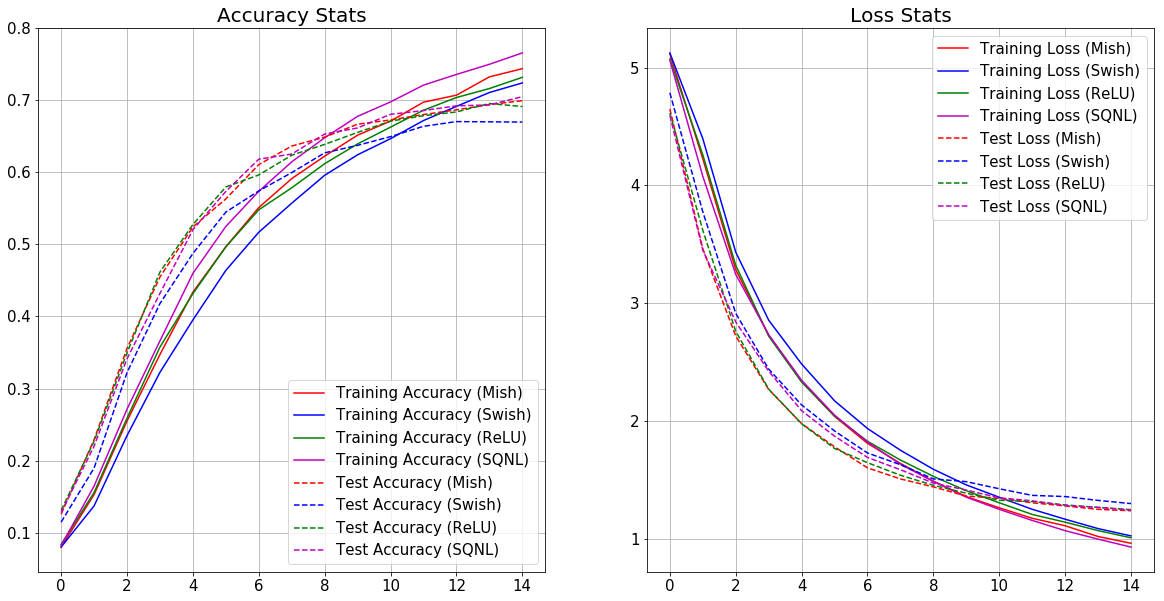 Accuracy Stats
0.8
0.7
0.6
0.5
0.4
0.3
0.2
0.1
0 2 4 6 8 10 12 14
Training Accuracy (Mish)
Training Accuracy (Swish)
Training Accuracy (ReLU)
Training Accuracy (SQNL)
Test Accuracy (Mish)
Test Accuracy (Swish)
Test Accuracy (ReLU)
Test Accuracy (SQNL)
Loss Stats
5
4
3
2
1
0 2 4 6 8 10 12 14
Training Loss (Mish)
Training Loss (Swish)
Training Loss (ReLU)
Training Loss (SQNL)
Test Loss (Mish)
Test Loss (Swish)
Test Loss (ReLU)
Test Loss (SQNL)